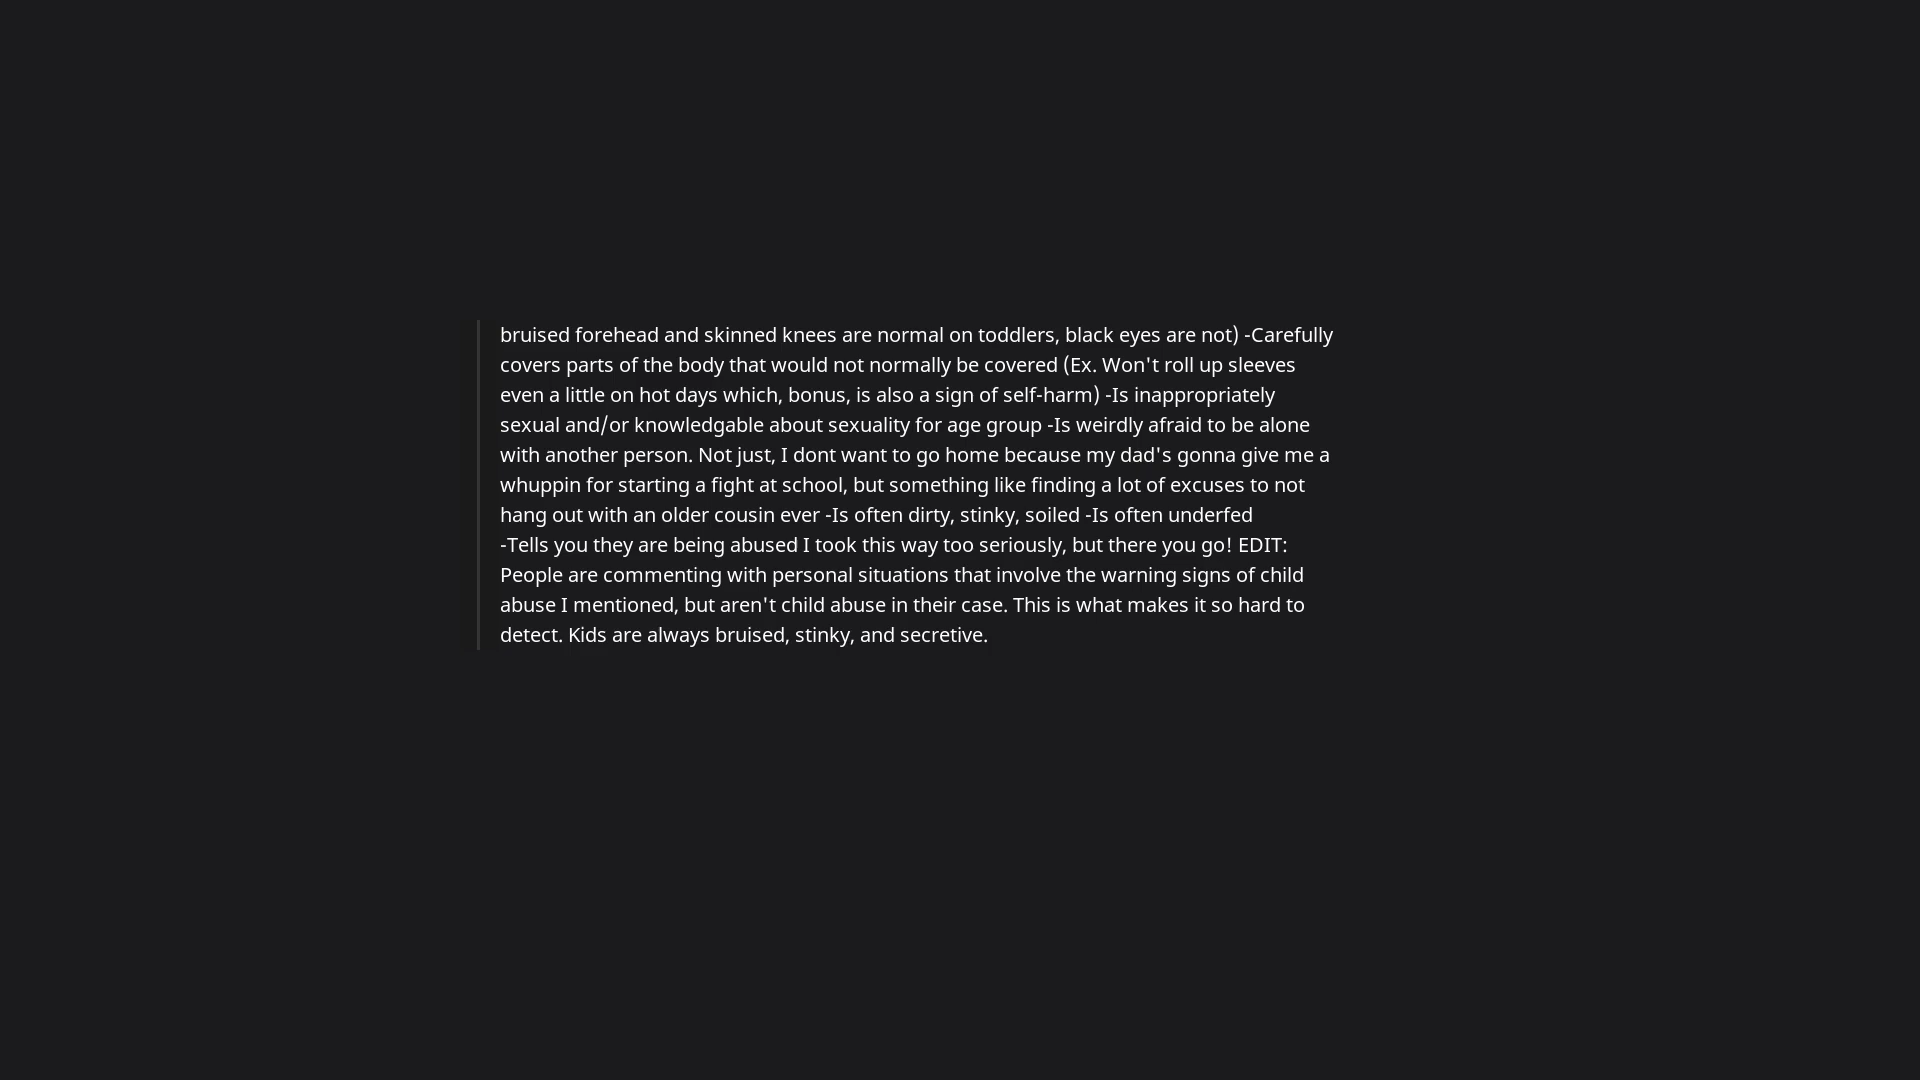 bruised forehead and skinned knees are normal on toddlers, black eyes are not) -Carefully
covers parts of the body that would not normally be covered (Ex. Won't roll up sleeves
even a little on hot days which, bonus, is also a sign of self-harm) -Is inappropriately
sexual and/or knowledgable about sexuality for age group -Is weirdly afraid to be alone
with another person. Not just, I dont want to go home because my dad's gonna give me a
whuppin for starting a fight at school, but something like finding a lot of excuses to not
hang out with an older cousin ever -Is often dirty, stinky, soiled -Is often underfed
-Tells you they are being abused I took this way too seriously, but there you go! EDIT:
People are commenting with personal situations that involve the warning signs of child
abuse I mentioned, but aren't child abuse in their case. This is what makes it so hard to
detect. Kids are always bruised, stinky, and secretive.